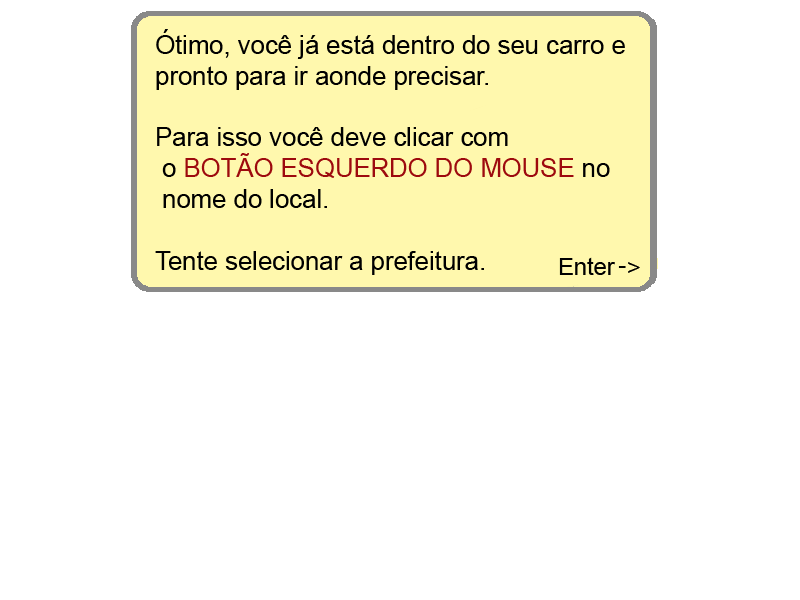 Ótimo, você já está dentro do seu carro e
pronto para ir aonde precisar.
Para isso você deve clicar com
o BOTÃO ESQUERDO DO MOUSE no
nome do local.
Tente selecionar a prefeitura.
Enter ->